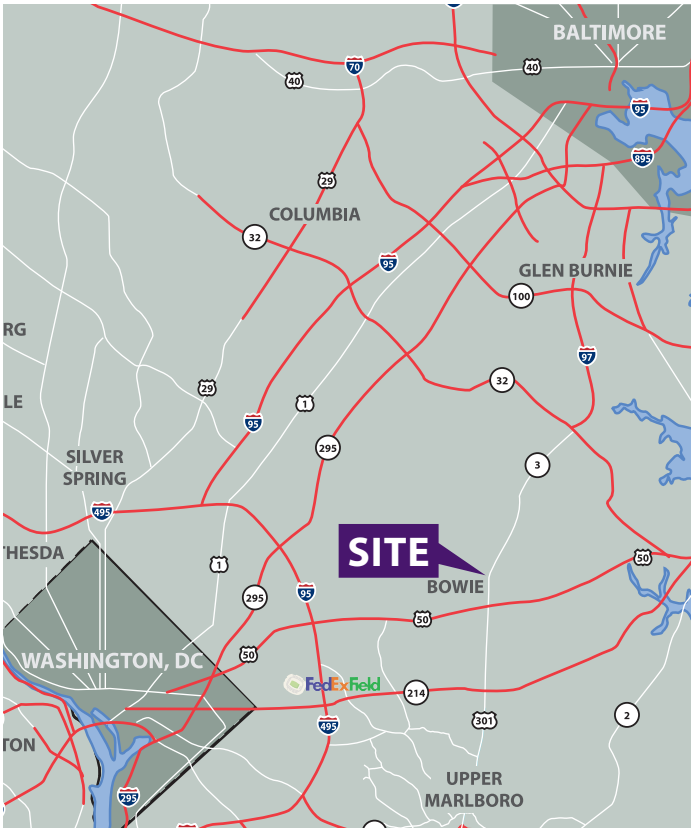 BALTIMORE
70
40
40
95
895
29
COLUMBIA
32
95
GLEN BURNIE
100
97
RG
29
32
LE
1
95
295
SILVER
SPRING
3
495
SITE
THESDA
50
1
BOWIE
295
95
50
WASHINGTON, DC
50
FedExField
214
301
2
495
TON
UPPER
MARLBORO
295